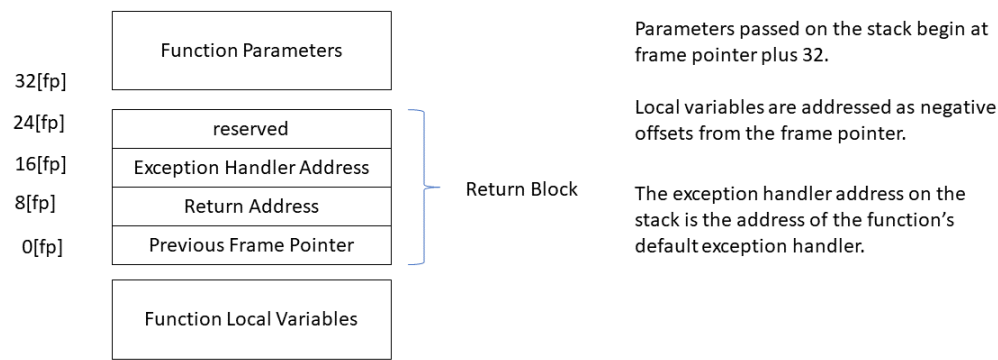 Function Parameters
32[fp]
24[fp]
reserved
16[fp]
Exception Handler Address
8[fp]
Return Address
0[fp]
Previous Frame Pointer
Return Block
Function Local Variables
Parameters passed on the stack begin at
frame pointer plus 32.
Local variables are addressed as negative
offsets from the frame pointer.
The exception handler address on the
stack is the address of the function’s
default exception handler.